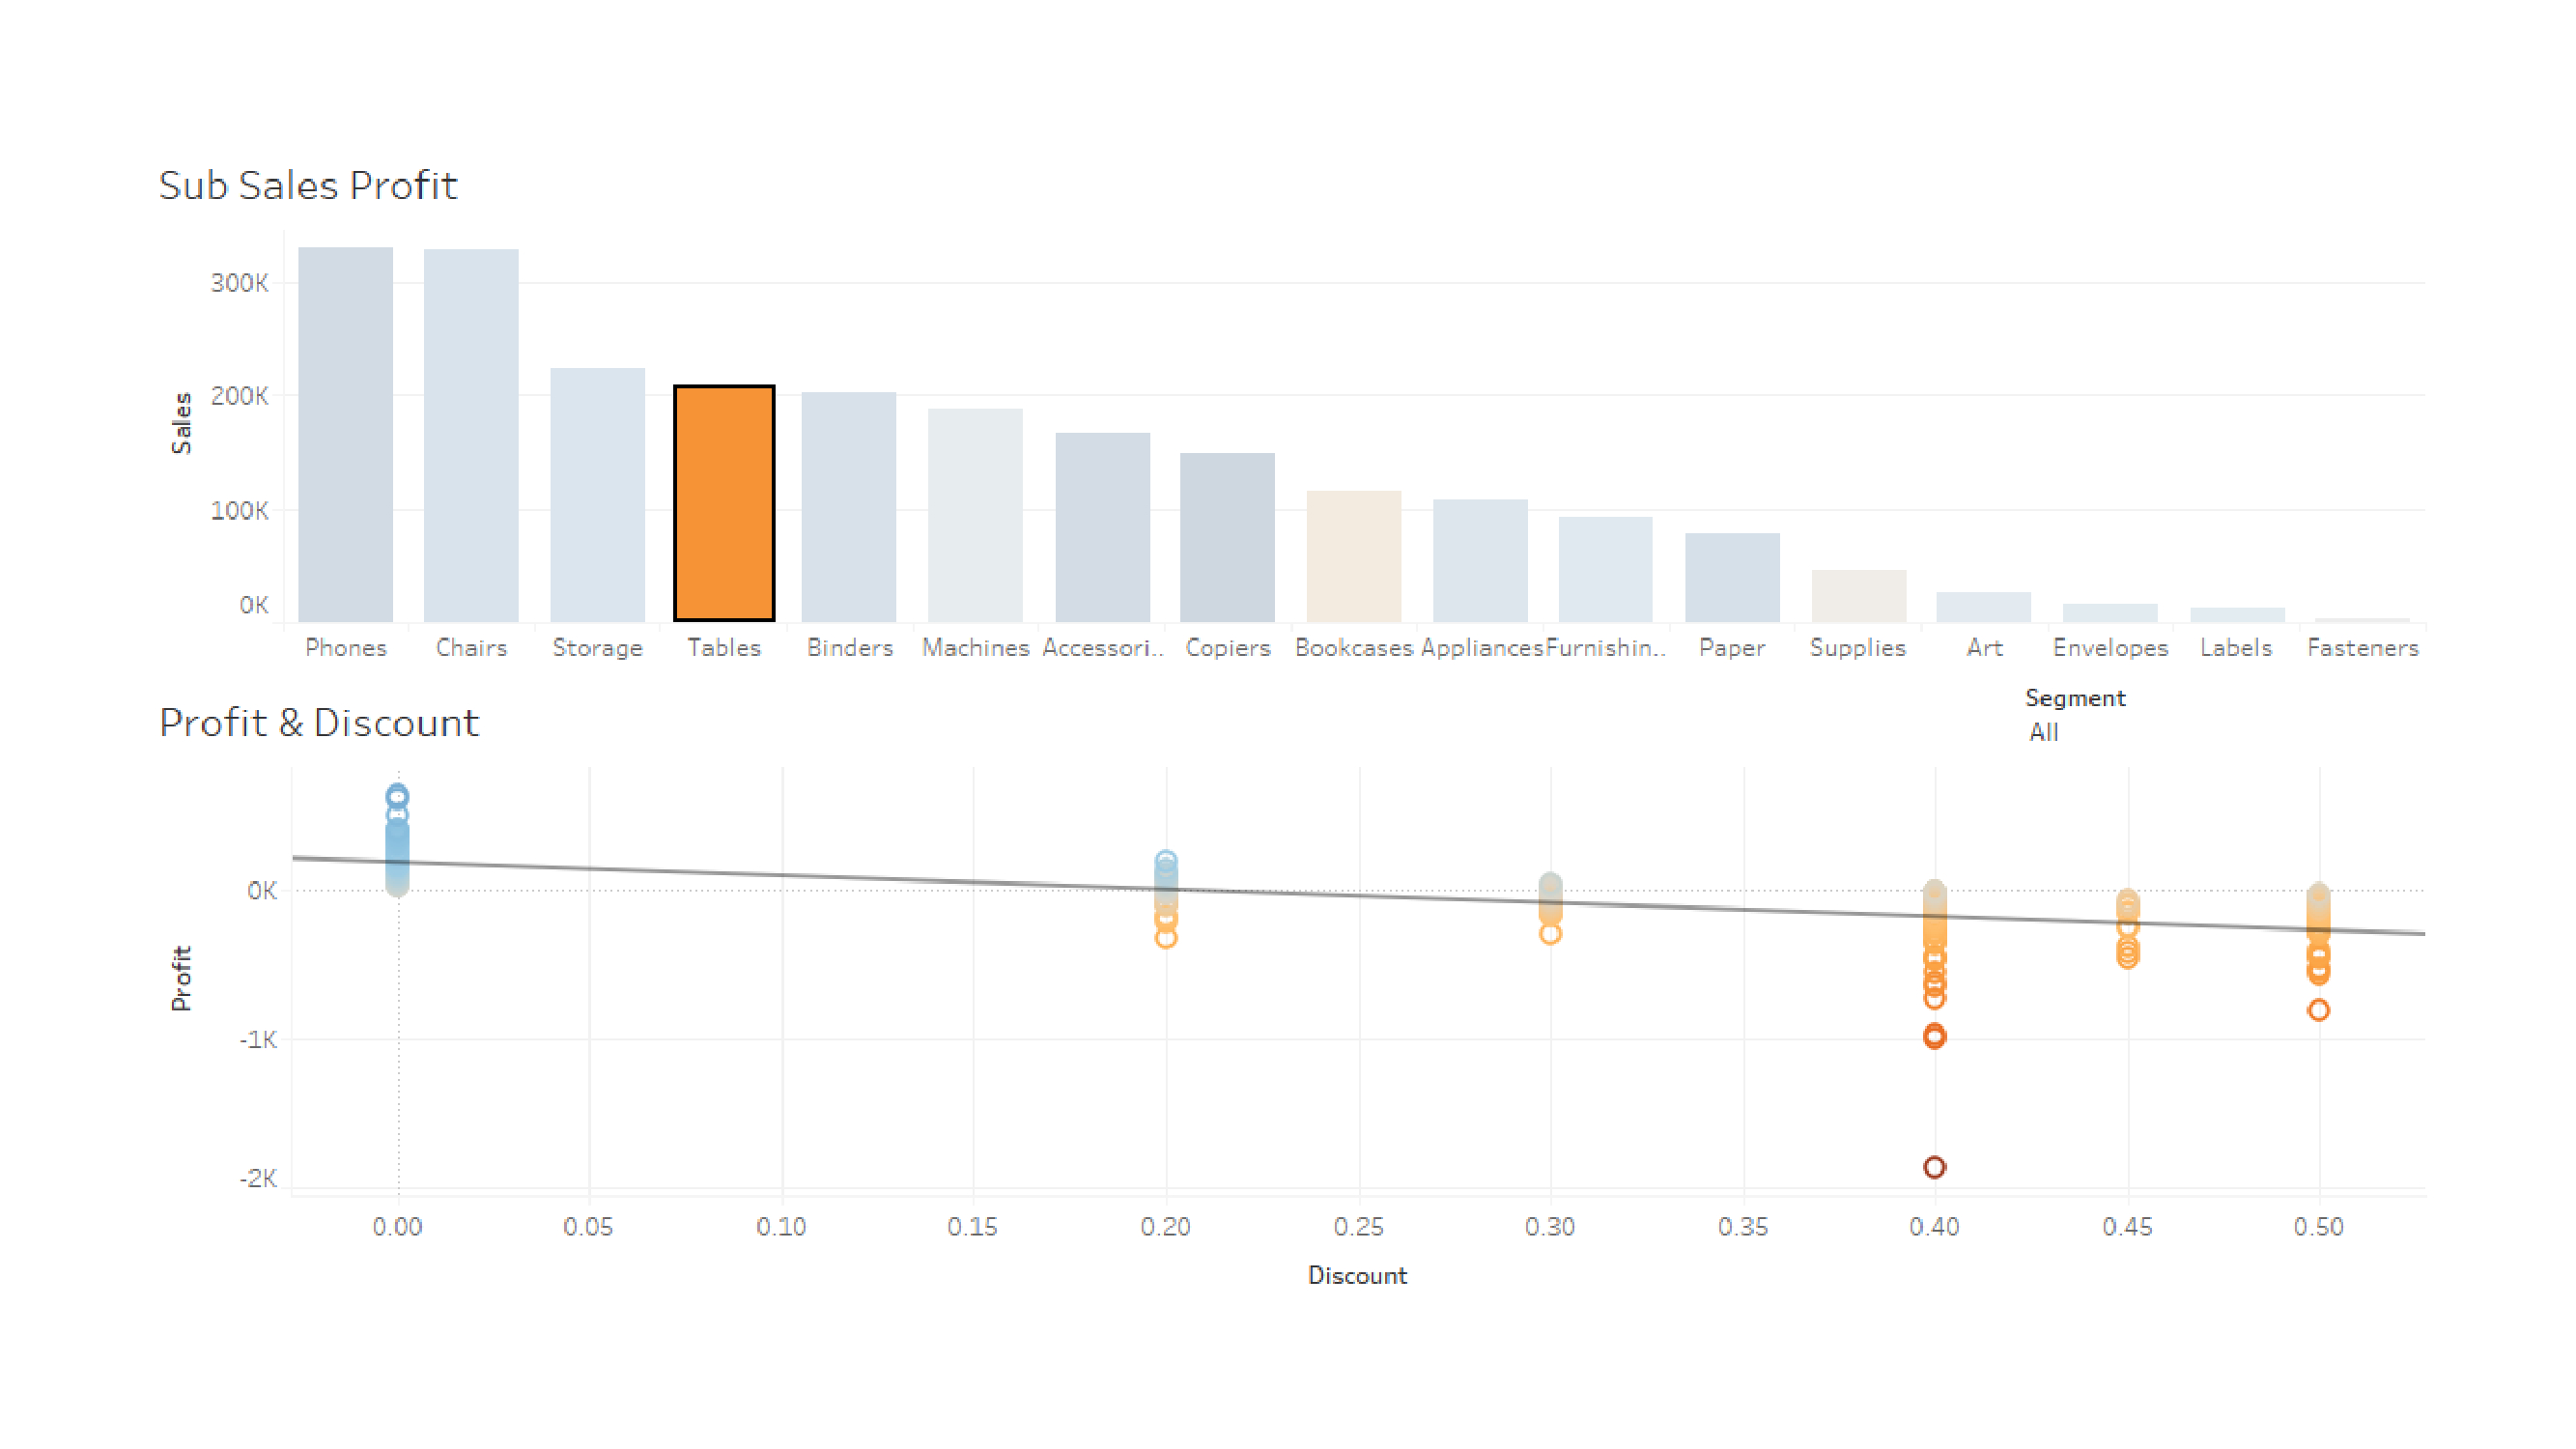 Sub Sales Profit
300K
200K
100K
0K
Sales
Phones Chairs Storage Tables Binders Machines Accessori.. Copiers Bookcases Appliances Furnishin.. Paper Supplies Art Envelopes Labels Fasteners
Segment
All
Profit & Discount
0K
-1K
-2K
Profit
0.00 0.05 0.10 0.15 0.20 0.25 0.30 0.35 0.40 0.45 0.50
Discount